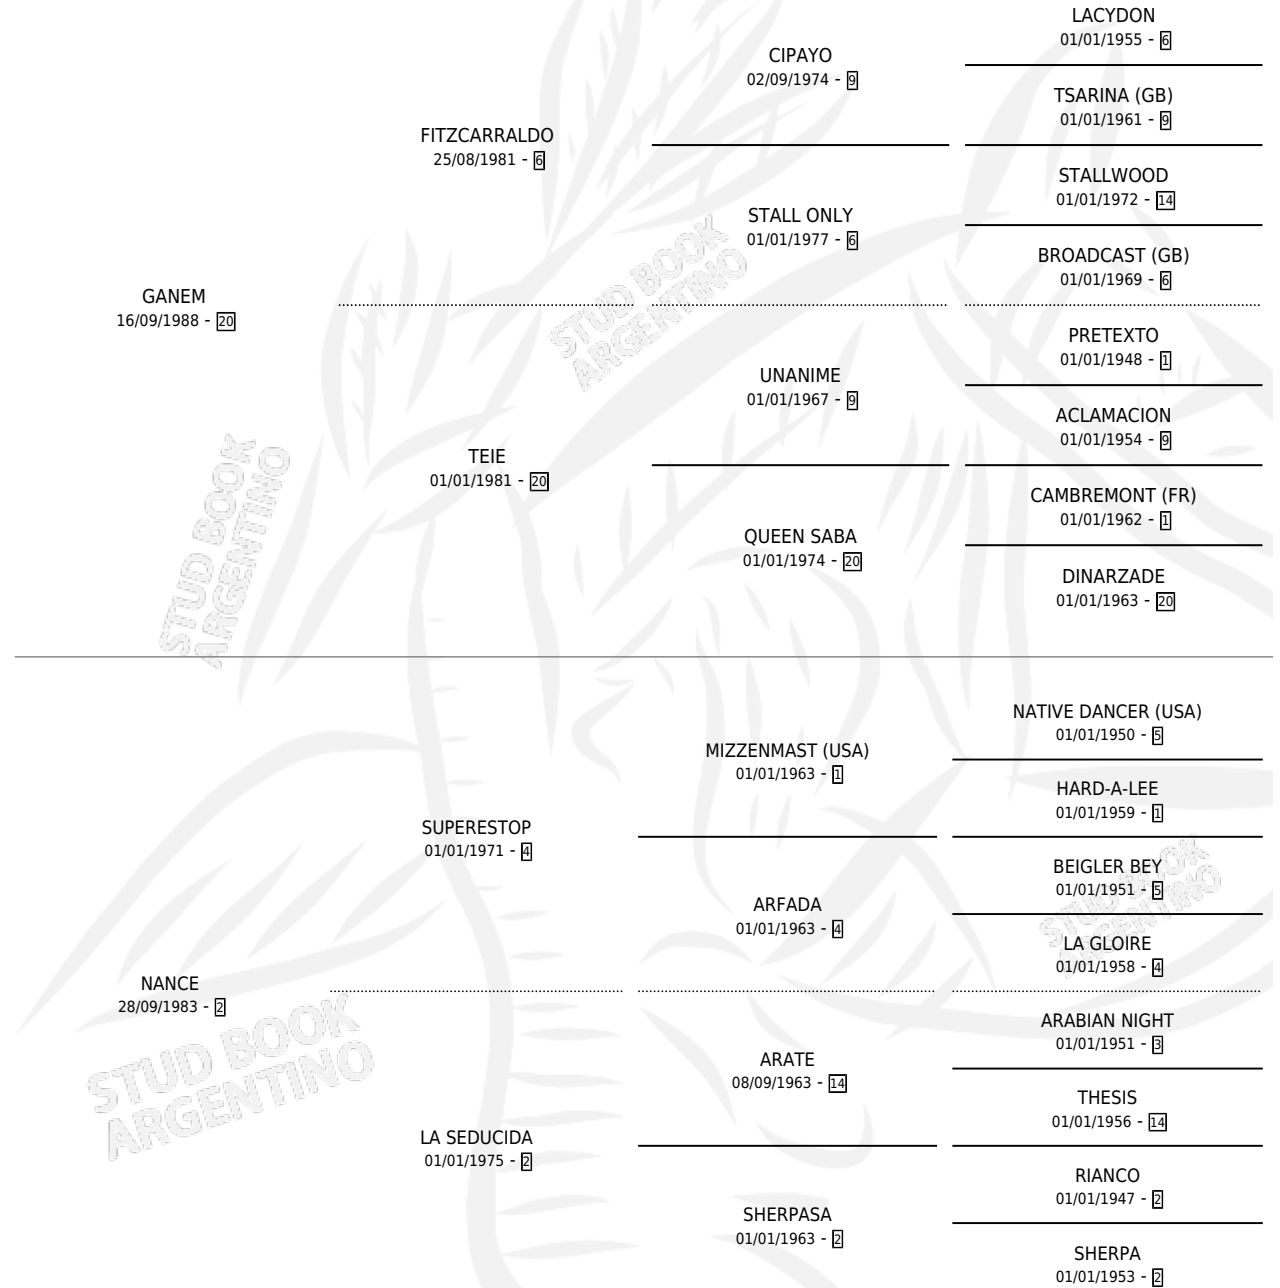 LACYDON
01/01/1955 - 6
CIPAYO
02/09/1974 - 9
TSARINA (GB)
01/01/1961 - 9
FITZCARRALDO
25/08/1981 - 6
STALLWOOD
01/01/1972 - 14
STALL ONLY
01/01/1977 - 6
BROADCAST (GB)
01/01/1969 - 6
GANEM
16/09/1988 - 20
PRETEXTO
01/01/1948 - 1
UNANIME
01/01/1967 - 9
ACLAMACION
01/01/1954 - 9
TEIE
01/01/1981 - 20
CAMBREMONT (FR)
01/01/1962 - 1
QUEEN SABA
01/01/1974 - 20
DINARZADE
01/01/1963 - 20
NATIVE DANCER (USA)
01/01/1950 - 5
MIZZENMAST (USA)
01/01/1963 - 1
HARD-A-LEE
01/01/1959 - 1
SUPERESTOP
01/01/1971 - 4
BEIGLER BEY
01/01/1951 - 5
ARFADA
01/01/1963 - 4
LA GLOIRE
01/01/1958 - 4
NANCE
28/09/1983 - 2
ARABIAN NIGHT
01/01/1951 - 3
ARATE
08/09/1963 - 14
THESIS
01/01/1956 - 14
LA SEDUCIDA
01/01/1975 - 2
RIANCO
01/01/1947 - 2
SHERPASA
01/01/1963 - 2
SHERPA
01/01/1953 - 2
STUD BOOK
ARGENTINO
STUD BOOK
ARGENTINO
STUD BOOK
ARGENTINO
STUD BOOK
ARGENTINO